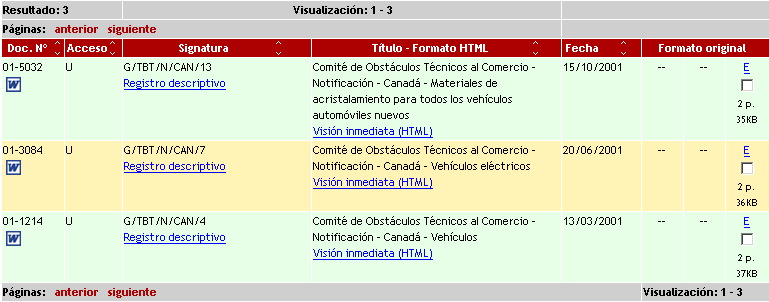 Resultado: 3 Visualización: 1 - 3
Páginas: anterior siguiente
Doc. Nº Acceso Signatura Título - Formato HTML Fecha Formato original
01-5032 U G/TBT/N/CAN/13 Comité de Obstáculos Técnicos al Comercio - 15/10/2001 -- -- E
Registro descriptivo Notificación - Canadá - Materiales de
acristalamiento para todos los vehículos
automóviles nuevos
Visión inmediata (HTML)
2 p.
35KB
01-3084 U G/TBT/N/CAN/7 Comité de Obstáculos Técnicos al Comercio - 20/06/2001 -- -- E
Registro descriptivo Notificación - Canadá - Vehículos eléctricos
Visión inmediata (HTML)
2 p.
36KB
01-1214 U G/TBT/N/CAN/4 Comité de Obstáculos Técnicos al Comercio - 13/03/2001 -- -- E
Registro descriptivo Notificación - Canadá - Vehículos
Visión inmediata (HTML)
2 p.
37KB
Páginas: anterior siguiente Visualización: 1 - 3